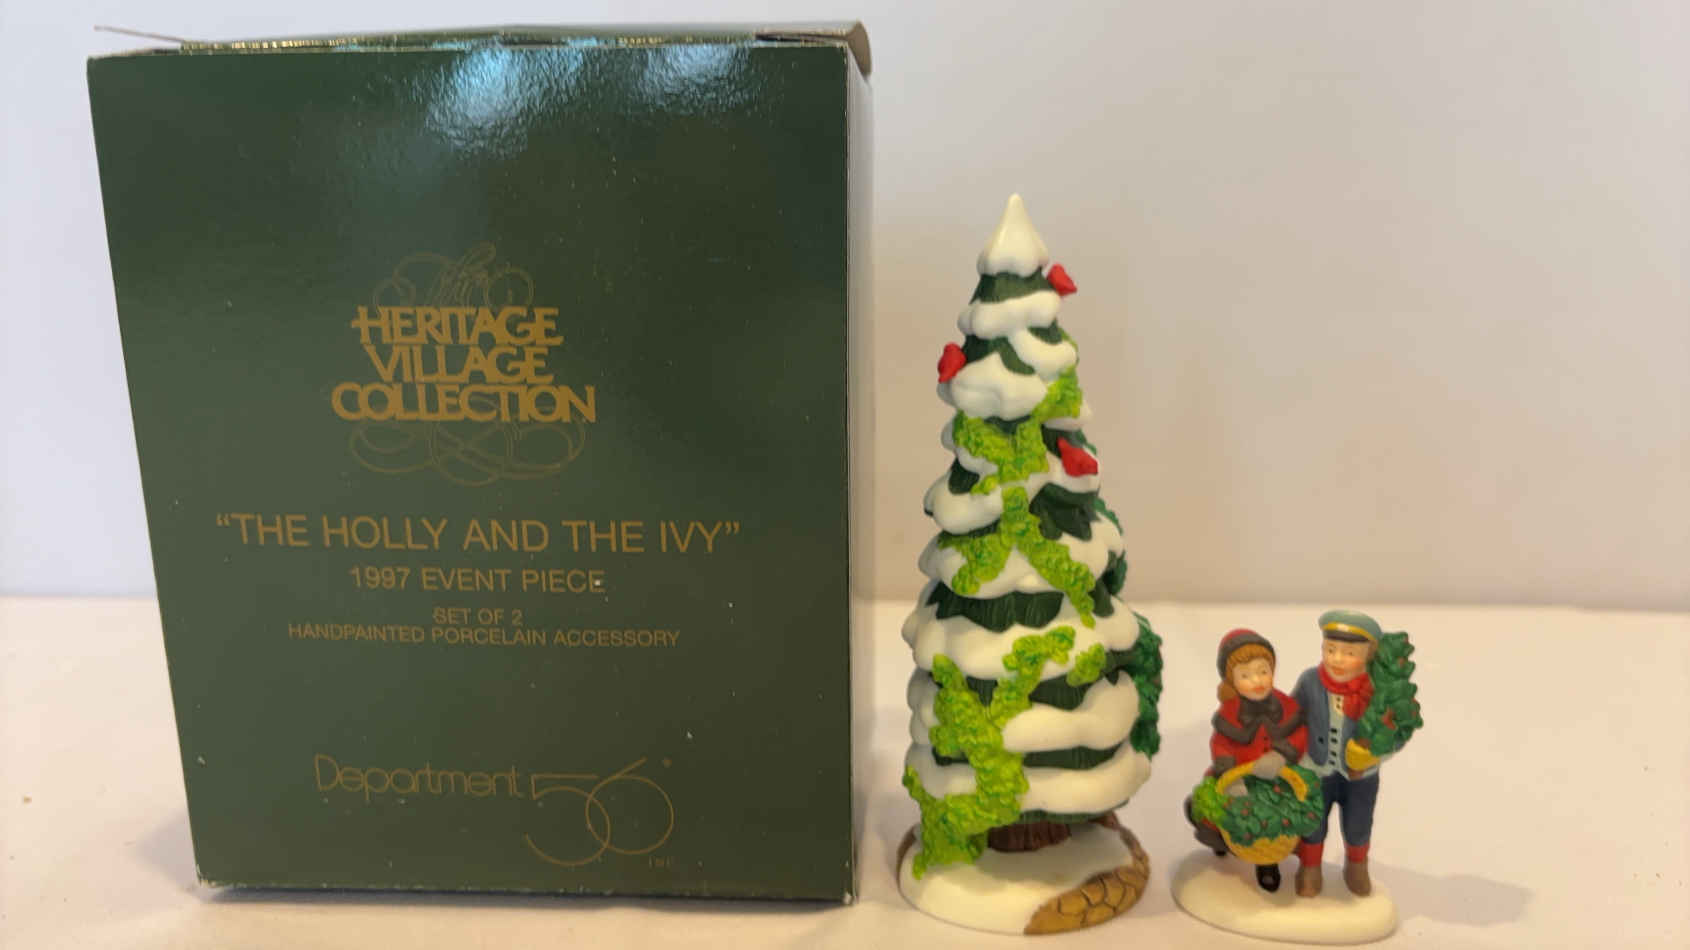 The
HERITAGE
VILLAGE
COLLECTION
“THE HOLLY AND THE IVY”
1997 EVENT PIECE
SET OF 2
HANDPAINTED PORCELAIN ACCESSORY
Department 56®
INC